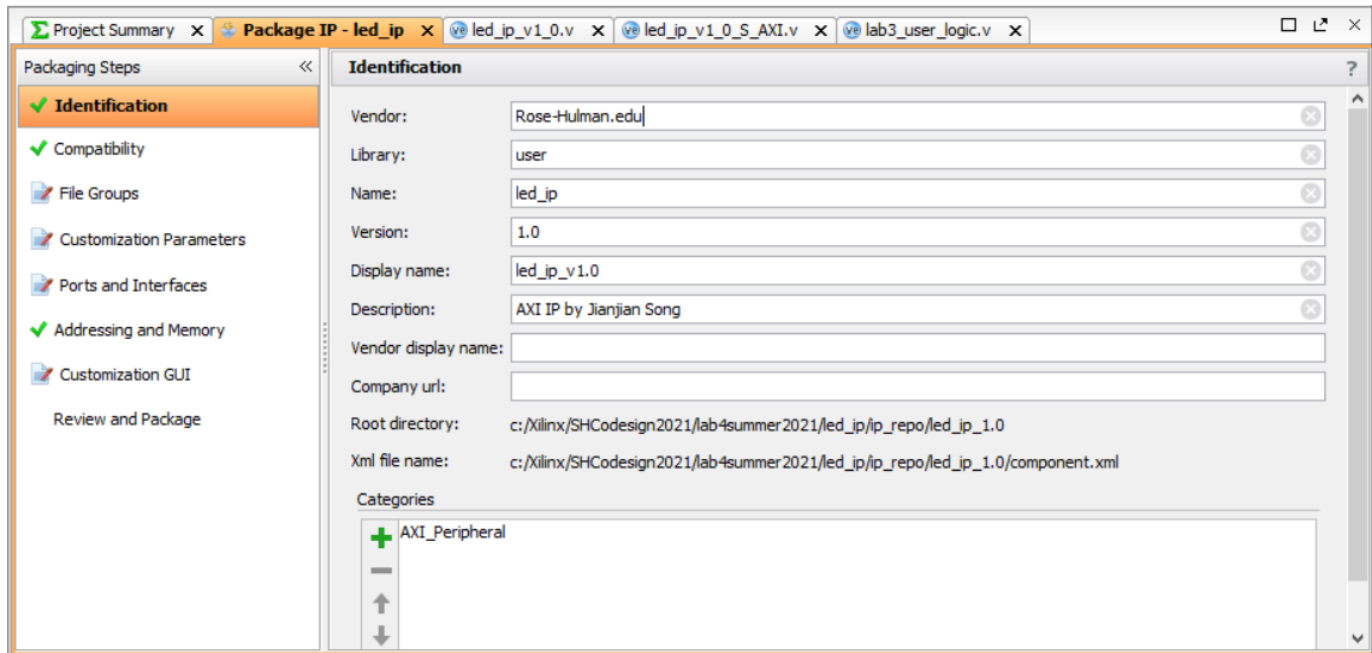 Project Summary X Package IP - led_ip X led_ip_v1_0.v X led_ip_v1_0_S_AXI.v X lab3_user_logic.v X
Packaging Steps
Identification
Compatibility
File Groups
Customization Parameters
Ports and Interfaces
Addressing and Memory
Customization GUI
Review and Package
Identification ?
Vendor: Rose-Hulman.edu
Library: user
Name: led_ip
Version: 1.0
Display name: led_ip_v1.0
Description: AXI IP by Jianjian Song
Vendor display name:
Company url:
Root directory: c:/Xilinx/SHCodesign2021/lab4summer2021/led_ip/ip_repo/led_ip_1.0
Xml file name: c:/Xilinx/SHCodesign2021/lab4summer2021/led_ip/ip_repo/led_ip_1.0/component.xml
Categories
AXI_Peripheral